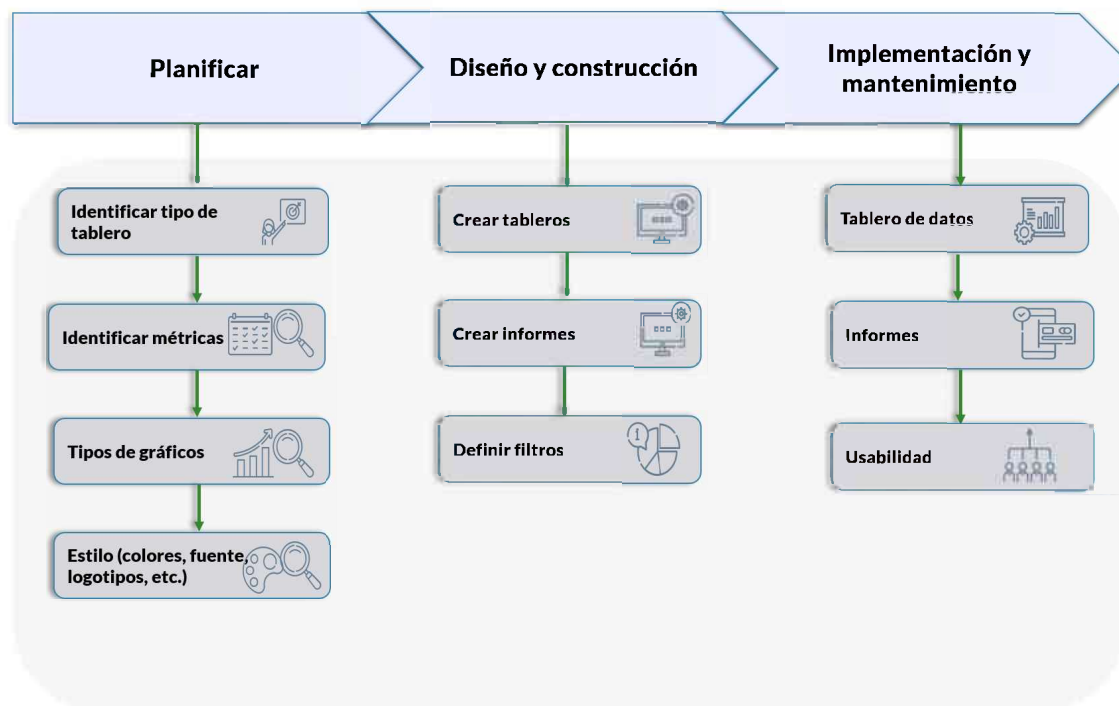 Planificar
Diseño y construcción
Implementación y
mantenimiento
Identificar tipo de
tablero
Identificar métricas
Tipos de gráficos
Estilo (colores, fuente,
logotipos, etc.)
Crear tableros
Crear informes
Definir filtros
Tablero de datos
Informes
Usabilidad